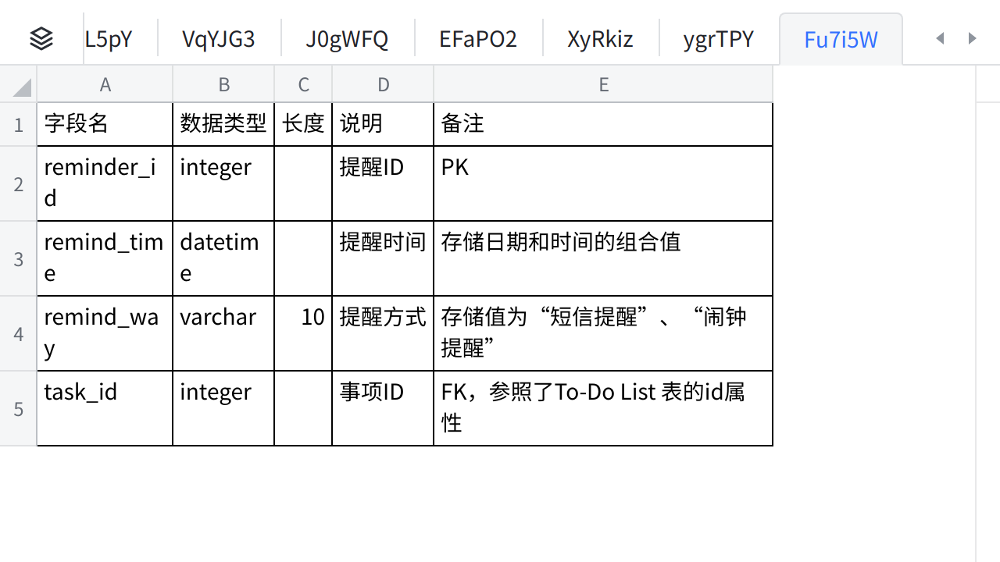 L5pY VqYJG3 J0gWFQ EFaPO2 XyRkiz ygrTPY Fu7i5W
A B C D E
1 字段名 数据类型 长度 说明 备注
2 reminder_i integer 提醒ID PK
d
3 remind_tim datetim 提醒时间 存储日期和时间的组合值
e e
4 remind_wa varchar 10 提醒方式 存储值为“短信提醒”、“闹钟
y 提醒”
5 task_id integer 事项ID FK，参照了To-Do List 表的id属
性